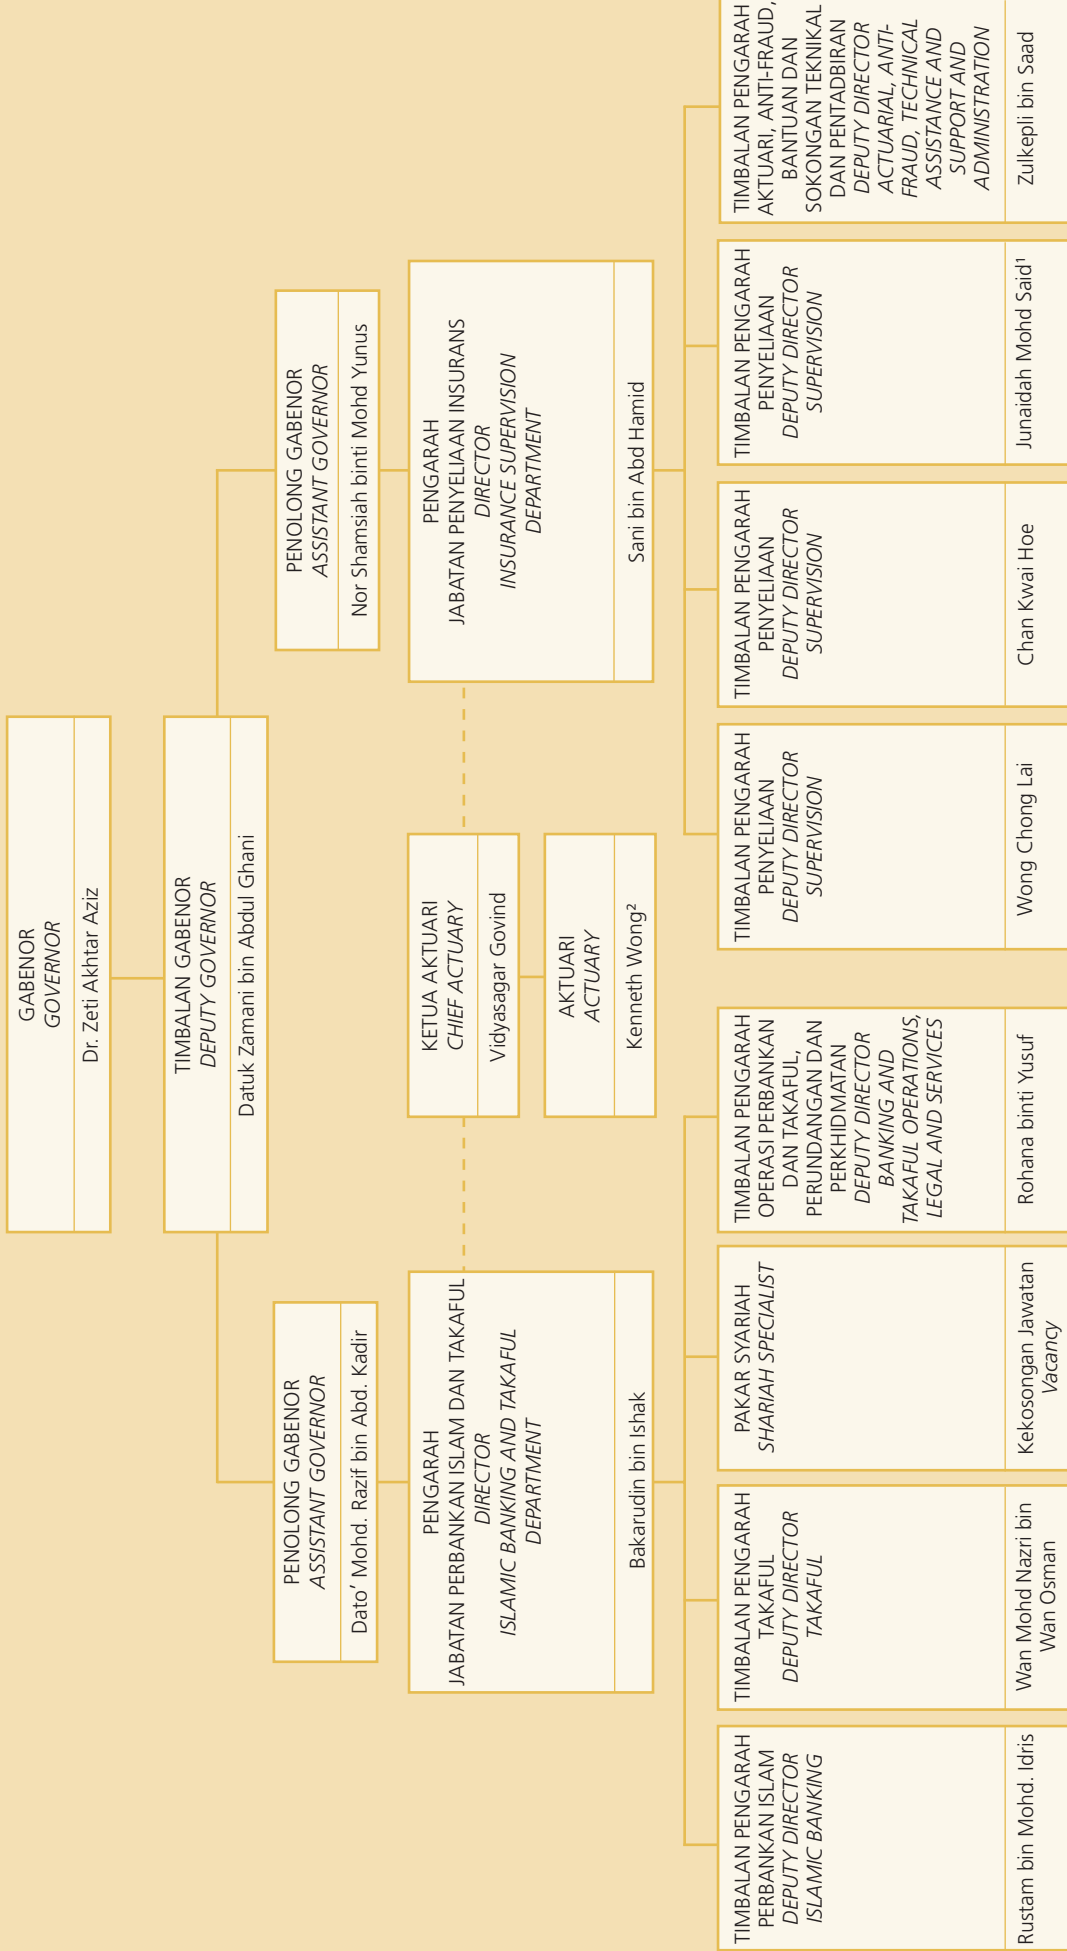 GABENOR
GOVERNOR
Dr. Zeti Akhtar Aziz
TIMBALAN GABENOR
DEPUTY GOVERNOR
Datuk Zamani bin Abdul Ghani
PENOLONG GABENOR
ASSISTANT GOVERNOR
Dato’ Mohd. Razif bin Abd. Kadir
PENOLONG GABENOR
ASSISTANT GOVERNOR
Nor Shamsiah binti Mohd Yunus
PENGARAH
JABATAN PERBANKAN ISLAM DAN TAKAFUL
DIRECTOR
ISLAMIC BANKING AND TAKAFUL
DEPARTMENT
Bakarudin bin Ishak
KETUA AKTUARI
CHIEF ACTUARY
Vidyasagar Govind
AKTUARI
ACTUARY
Kenneth Wong²
PENGARAH
JABATAN PENYELIAAN INSURANS
DIRECTOR
INSURANCE SUPERVISION
DEPARTMENT
Sani bin Abd Hamid
TIMBALAN PENGARAH
PERBANKAN ISLAM
DEPUTY DIRECTOR
ISLAMIC BANKING
Rustam bin Mohd. Idris
TIMBALAN PENGARAH
TAKAFUL
DEPUTY DIRECTOR
TAKAFUL
Wan Mohd Nazri bin
Wan Osman
PAKAR SYARIAH
SHARIAH SPECIALIST
Kekosongan Jawatan
Vacancy
TIMBALAN PENGARAH
OPERASI PERBANKAN
DAN TAKAFUL,
PERUNDANGAN DAN
PERKHIDMATAN
DEPUTY DIRECTOR
BANKING AND
TAKAFUL OPERATIONS,
LEGAL AND SERVICES
Rohana binti Yusuf
TIMBALAN PENGARAH
PENYELIAAN
DEPUTY DIRECTOR
SUPERVISION
Wong Chong Lai
TIMBALAN PENGARAH
PENYELIAAN
DEPUTY DIRECTOR
SUPERVISION
Chan Kwai Hoe
TIMBALAN PENGARAH
PENYELIAAN
DEPUTY DIRECTOR
SUPERVISION
Junaidah Mohd Said¹
TIMBALAN PENGARAH
AKTUARI, ANTI-FRAUD,
BANTUAN DAN
SOKONGAN TEKNIKAL
DAN PENTADBIRAN
DEPUTY DIRECTOR
ACTUARIAL, ANTI-
FRAUD, TECHNICAL
ASSISTANCE AND
SUPPORT AND
ADMINISTRATION
Zulkepli bin Saad